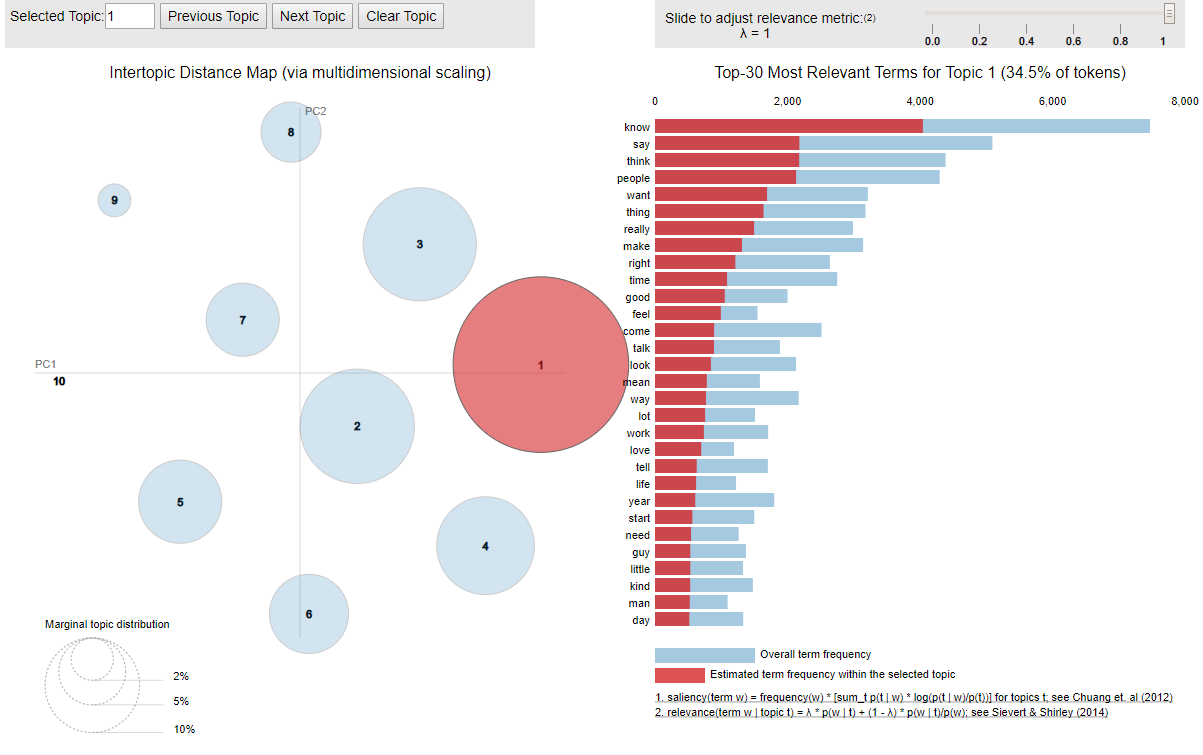 Selected Topic: 1 Previous Topic Next Topic Clear Topic
Slide to adjust relevance metric:(2)
λ = 1
0.0 0.2 0.4 0.6 0.8 1
Intertopic Distance Map (via multidimensional scaling)
PC2
8
9
3
7
1
PC1
10
2
5
4
6
Marginal topic distribution
2%
5%
10%
Top-30 Most Relevant Terms for Topic 1 (34.5% of tokens)
0 2,000 4,000 6,000 8,000
know
say
think
people
want
thing
really
make
right
time
good
feel
come
talk
look
mean
way
lot
work
love
tell
life
year
start
need
guy
little
kind
man
day
Overall term frequency
Estimated term frequency within the selected topic
1. saliency(term w) = frequency(w) * [sum_t p(t | w) * log(p(t | w)/p(t))] for topics t; see Chuang et. al (2012)
2. relevance(term w | topic t) = λ * p(w | t) + (1 - λ) * p(w | t)/p(w); see Sievert & Shirley (2014)